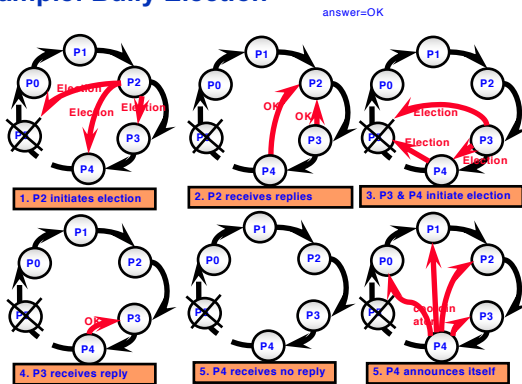 ample: Bully Election
answer=OK
P1
P0
P2
Election
Election
Election
P3
P4
1. P2 initiates election
P1
P0
P2
OK
OK
P3
P4
2. P2 receives replies
P1
P0
P2
Election
Election
Election
P3
P4
3. P3 & P4 initiate election
P1
P0
P2
OK
P3
P4
4. P3 receives reply
P1
P0
P2
P3
P4
5. P4 receives no reply
P1
P0
P2
coordin
ator
P3
P4
5. P4 announces itself